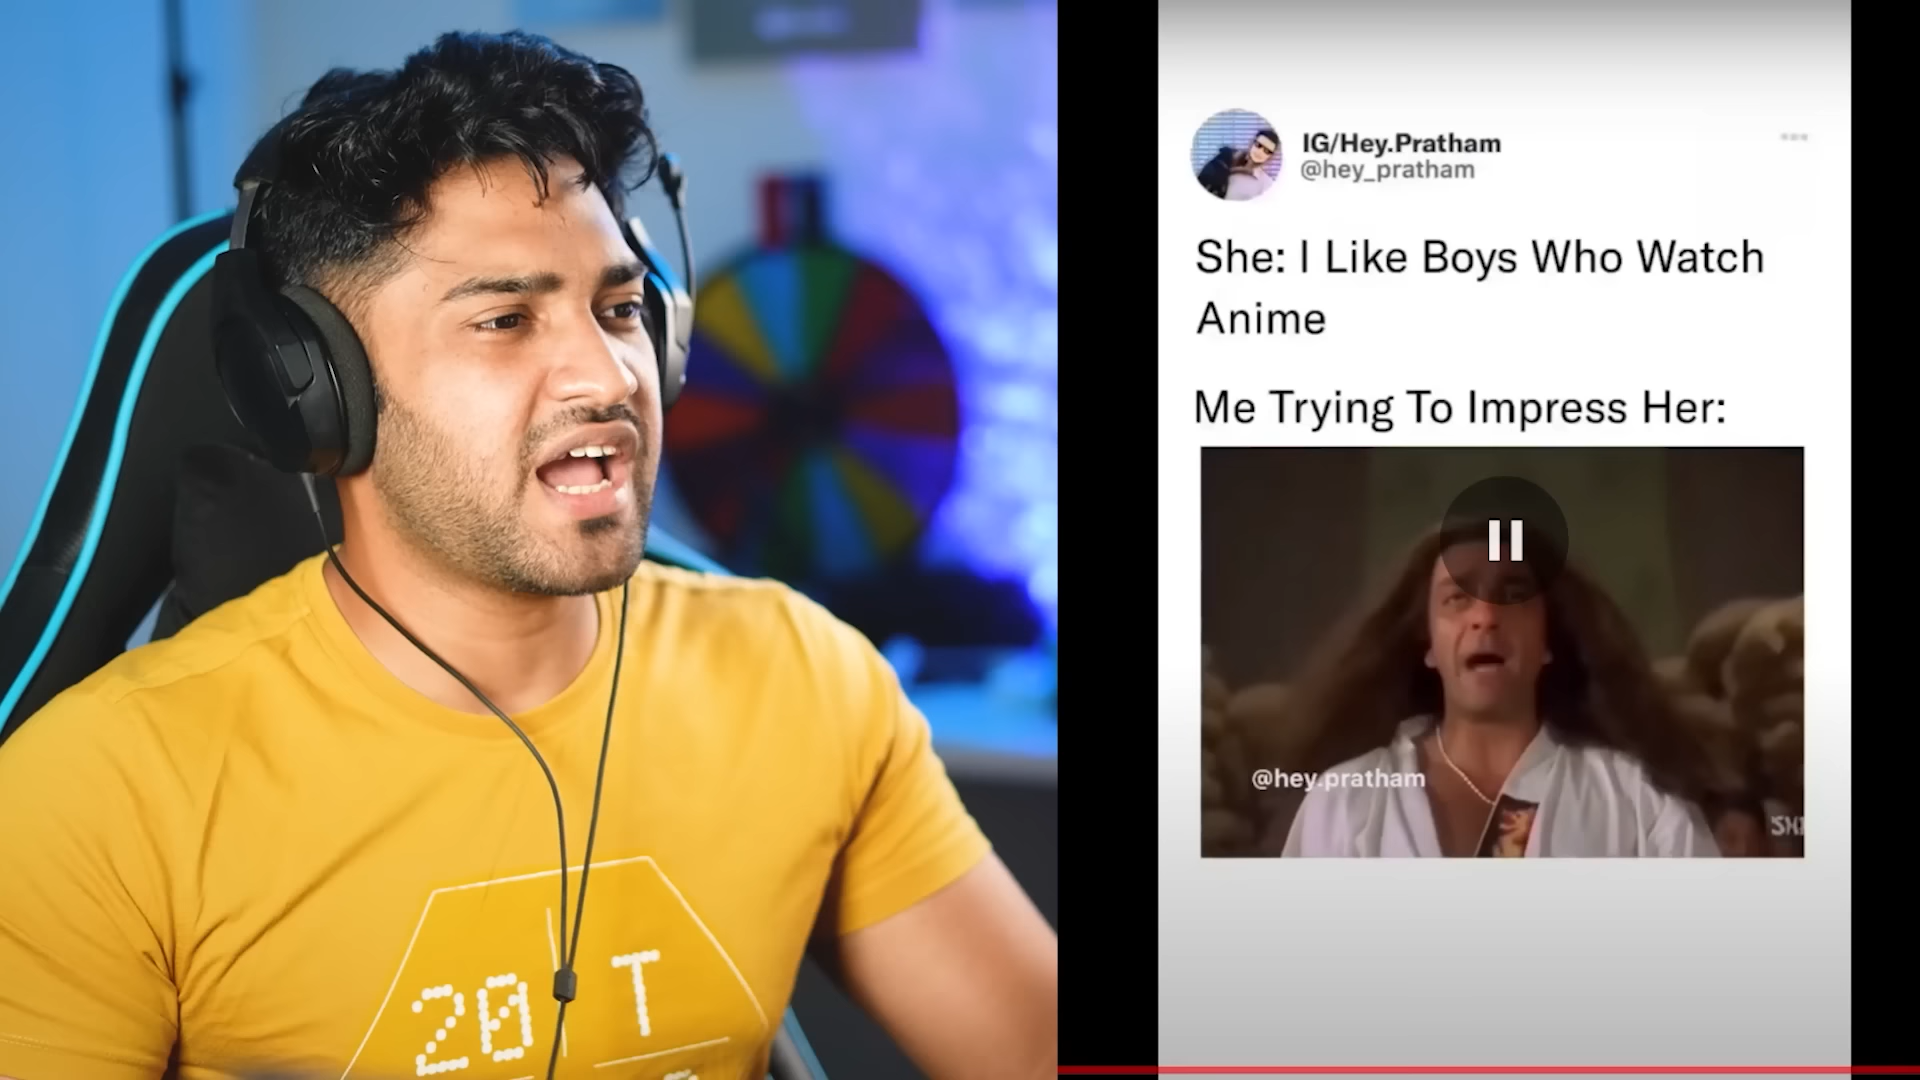 IG/Hey.Pratham
@hey_pratham
She: I Like Boys Who Watch
Anime
Me Trying To Impress Her:
@hey.pratham
20 T